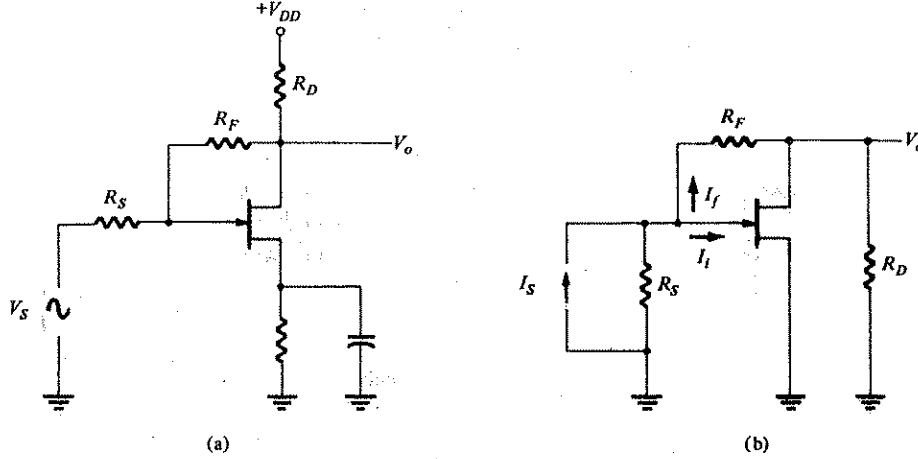 +V_DD
R_D
R_F
V_o
R_S
V_S
(a)
R_F
V_o
I_f
I_i
I_S
R_S
R_D
(b)